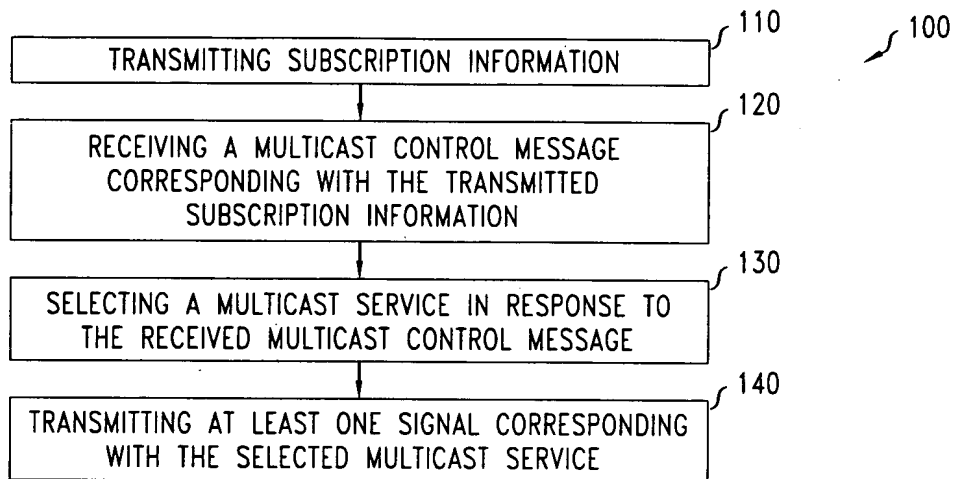 100
110
TRANSMITTING SUBSCRIPTION INFORMATION
120
RECEIVING A MULTICAST CONTROL MESSAGE
CORRESPONDING WITH THE TRANSMITTED
SUBSCRIPTION INFORMATION
130
SELECTING A MULTICAST SERVICE IN RESPONSE TO
THE RECEIVED MULTICAST CONTROL MESSAGE
140
TRANSMITTING AT LEAST ONE SIGNAL CORRESPONDING
WITH THE SELECTED MULTICAST SERVICE